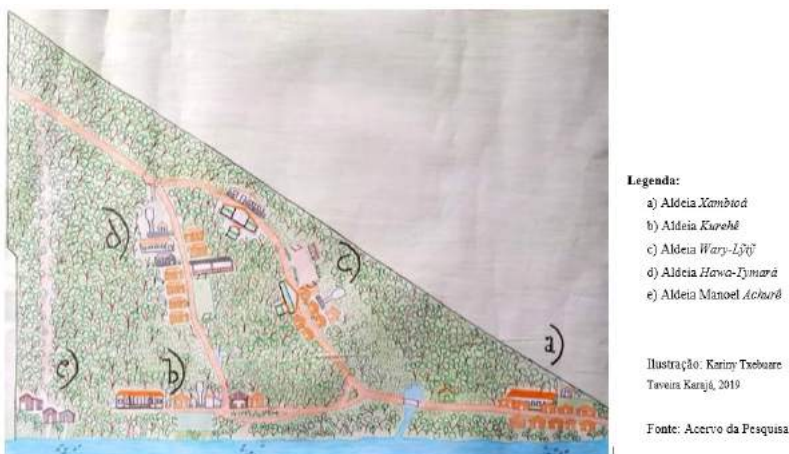 d)
c)
a)
e)
b)
Legenda:
a) Aldeia Xambioá
b) Aldeia Kurehê
c) Aldeia Wary-Lỹtỹ
d) Aldeia Hawa-Tymará
e) Aldeia Manoel Achurê
Ilustração: Kariny Txebuare
Taveira Karajá, 2019
Fonte: Acervo da Pesquisa